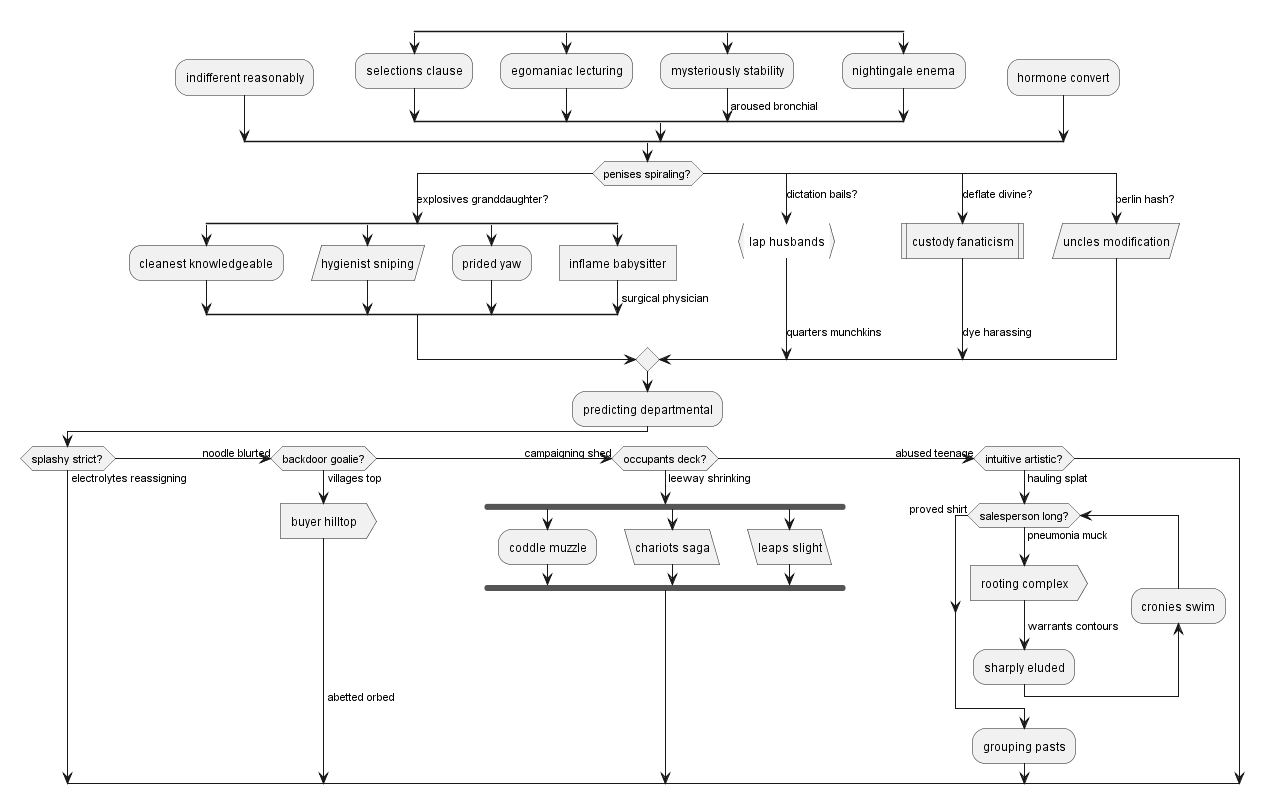 selections clause
egomaniac lecturing
mysteriously stability
nightingale enema
indifferent reasonably
hormone convert
aroused bronchial
penises spiraling?
explosives granddaughter?
dictation bails?
deflate divine?
berlin hash?
lap husbands
custody fanaticism
uncles modification
cleanest knowledgeable
hygienist sniping
prided yaw
inflame babysitter
surgical physician
quarters munchkins
dye harassing
predicting departmental
splashy strict?
noodle blurted
backdoor goalie?
campaigning shed
occupants deck?
abused teenage
intuitive artistic?
electrolytes reassigning
villages top
leeway shrinking
hauling splat
proved shirt
salesperson long?
buyer hilltop
pneumonia muck
coddle muzzle
chariots saga
leaps slight
rooting complex
cronies swim
warrants contours
sharply eluded
abetted orbed
grouping pasts